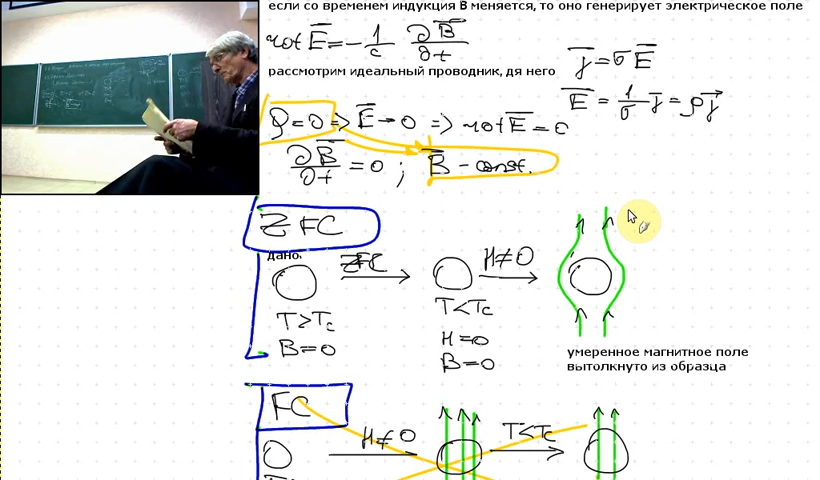 если со временем индукция B меняется, то оно генерирует электрическое поле
rot E̅ = - 1/c ∂B̅/∂t
j̅ = σE̅
рассмотрим идеальный проводник, дя него
E̅ = 1/σ j̅ = ρj̅
ρ = 0 => E̅ → 0 => rot E̅ = 0
∂B̅/∂t = 0 ; B̅ - const.
ZFC
дано:
ZFC H≠0
T>Tc T<Tc
B=0 H=0
B=0
умеренное магнитное поле
вытолкнуто из образца
FC
H≠0 T<Tc